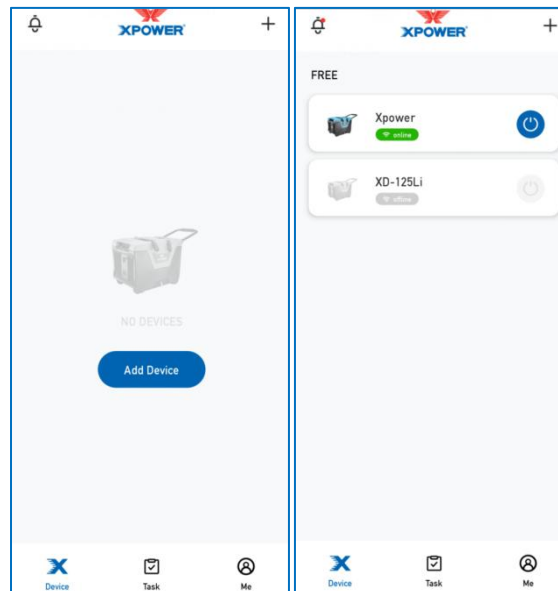 XPOWER
NO DEVICES
Add Device
Device
Task
Me
XPOWER
FREE
Xpower
online
XD-125Li
offline
Device
Task
Me